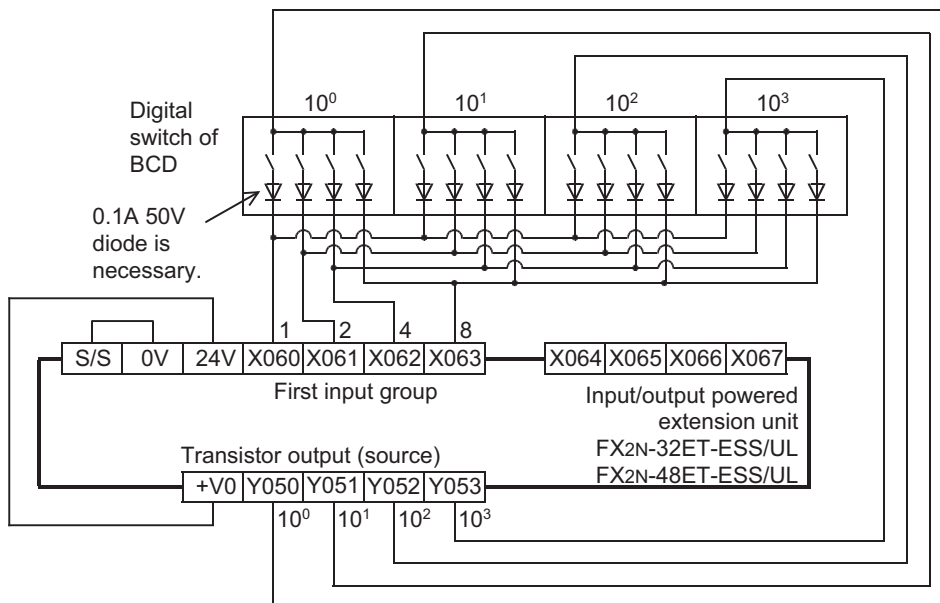 10⁰ 10¹ 10² 10³
Digital
switch of
BCD
0.1A 50V
diode is
necessary.
1 2 4 8
S/S 0V 24V X060 X061 X062 X063 X064 X065 X066 X067
First input group
Input/output powered
extension unit
FX2N-32ET-ESS/UL
FX2N-48ET-ESS/UL
Transistor output (source)
+V0 Y050 Y051 Y052 Y053
10⁰ 10¹ 10² 10³